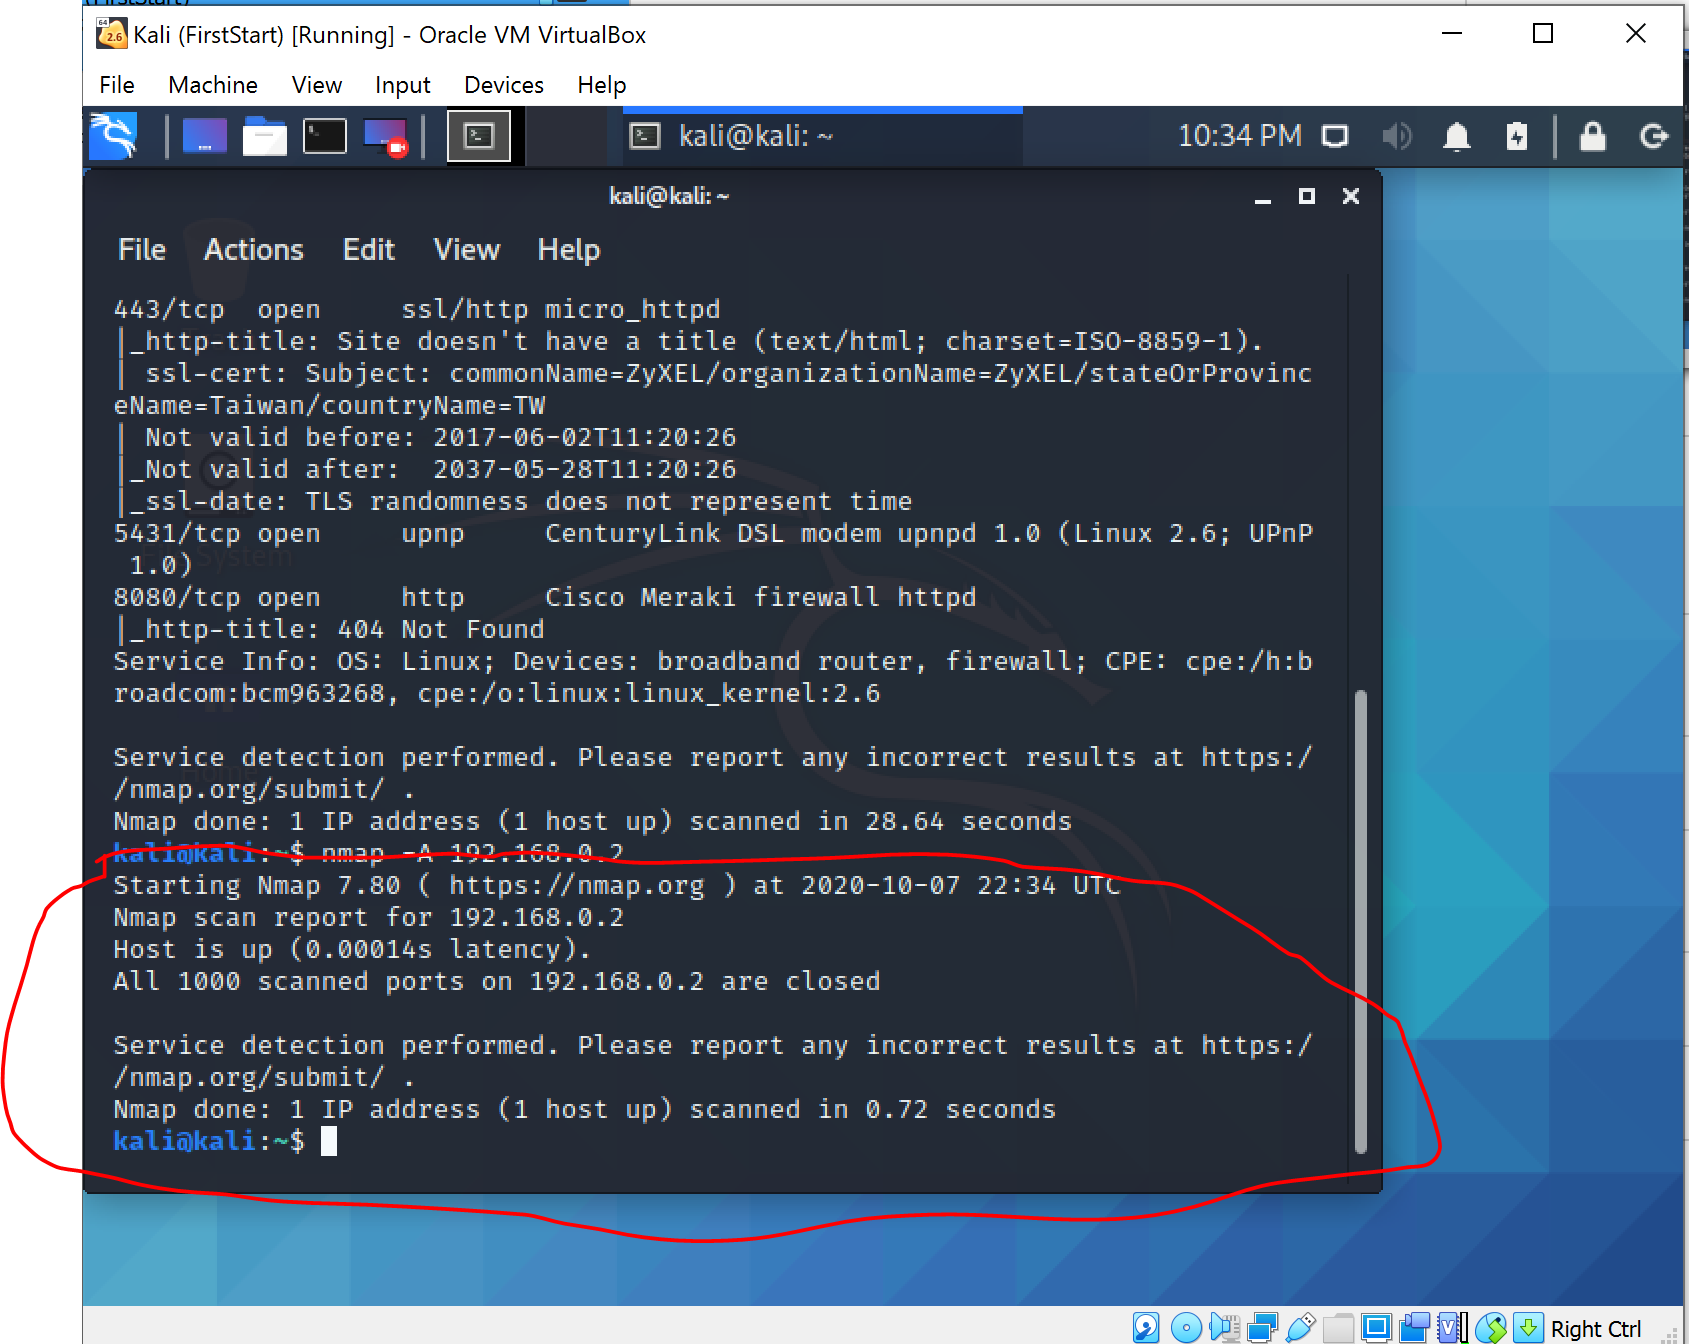 Kali (FirstStart) [Running] - Oracle VM VirtualBox
File Machine View Input Devices Help
kali@kali: ~ 10:34 PM
kali@kali: ~
File Actions Edit View Help
443/tcp open ssl/http micro_httpd
|_http-title: Site doesn't have a title (text/html; charset=ISO-8859-1).
| ssl-cert: Subject: commonName=ZyXEL/organizationName=ZyXEL/stateOrProvinc
eName=Taiwan/countryName=TW
| Not valid before: 2017-06-02T11:20:26
|_Not valid after: 2037-05-28T11:20:26
|_ssl-date: TLS randomness does not represent time
5431/tcp open upnp CenturyLink DSL modem upnpd 1.0 (Linux 2.6; UPnP
1.0)
8080/tcp open http Cisco Meraki firewall httpd
|_http-title: 404 Not Found
Service Info: OS: Linux; Devices: broadband router, firewall; CPE: cpe:/h:b
roadcom:bcm963268, cpe:/o:linux:linux_kernel:2.6
Service detection performed. Please report any incorrect results at https:/
/nmap.org/submit/ .
Nmap done: 1 IP address (1 host up) scanned in 28.64 seconds
kali@kali:~$ nmap -A 192.168.0.2
Starting Nmap 7.80 ( https://nmap.org ) at 2020-10-07 22:34 UTC
Nmap scan report for 192.168.0.2
Host is up (0.00014s latency).
All 1000 scanned ports on 192.168.0.2 are closed
Service detection performed. Please report any incorrect results at https:/
/nmap.org/submit/ .
Nmap done: 1 IP address (1 host up) scanned in 0.72 seconds
kali@kali:~$
Right Ctrl